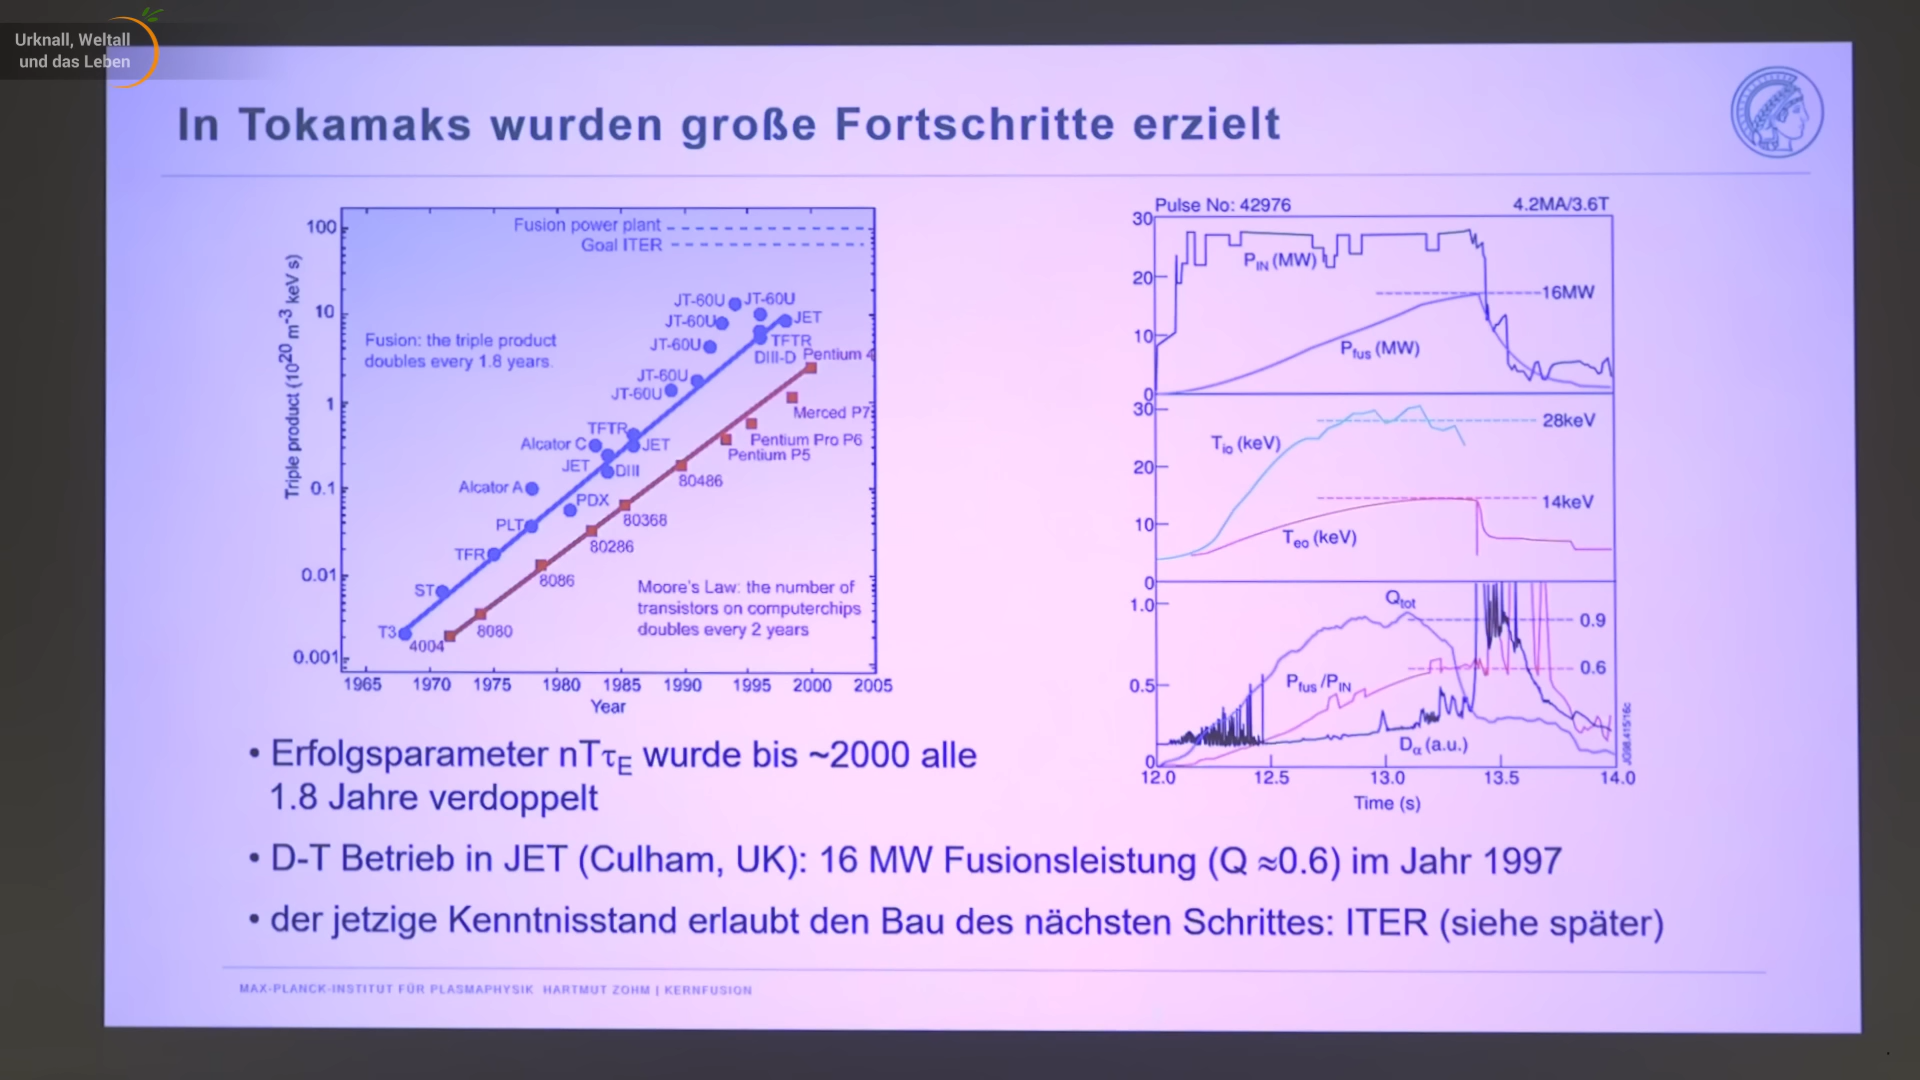 Urknall, Weltall
und das Leben
In Tokamaks wurden große Fortschritte erzielt
Triple product (10²⁰ m⁻³ keV s)
100
10
1
0.1
0.01
0.001
Fusion power plant
Goal ITER
Fusion: the triple product
doubles every 1.8 years.
JT-60U
JT-60U
JT-60U
JET
JT-60U
TFTR
DIII-D
Pentium 4
JT-60U
JT-60U
Merced P7
TFTR
Alcator C
JET
Pentium Pro P6
Pentium P5
JET
DIII
80486
Alcator A
PDX
80368
PLT
80286
TFR
8086
ST
Moore's Law: the number of
transistors on computerchips
doubles every 2 years
T3
4004
8080
1965 1970 1975 1980 1985 1990 1995 2000 2005
Year
Pulse No: 42976
4.2MA/3.6T
30
20
10
0
P_IN (MW)
16MW
P_fus (MW)
30
20
10
0
T_io (keV)
28keV
14keV
T_eo (keV)
1.0
0.5
0
Q_tot
0.9
0.6
P_fus/P_IN
D_α (a.u.)
JG98.415/16c
12.0 12.5 13.0 13.5 14.0
Time (s)
• Erfolgsparameter nTτ_E wurde bis ~2000 alle
1.8 Jahre verdoppelt
• D-T Betrieb in JET (Culham, UK): 16 MW Fusionsleistung (Q ≈0.6) im Jahr 1997
• der jetzige Kenntnisstand erlaubt den Bau des nächsten Schrittes: ITER (siehe später)
MAX-PLANCK-INSTITUT FÜR PLASMAPHYSIK HARTMUT ZOHM | KERNFUSION